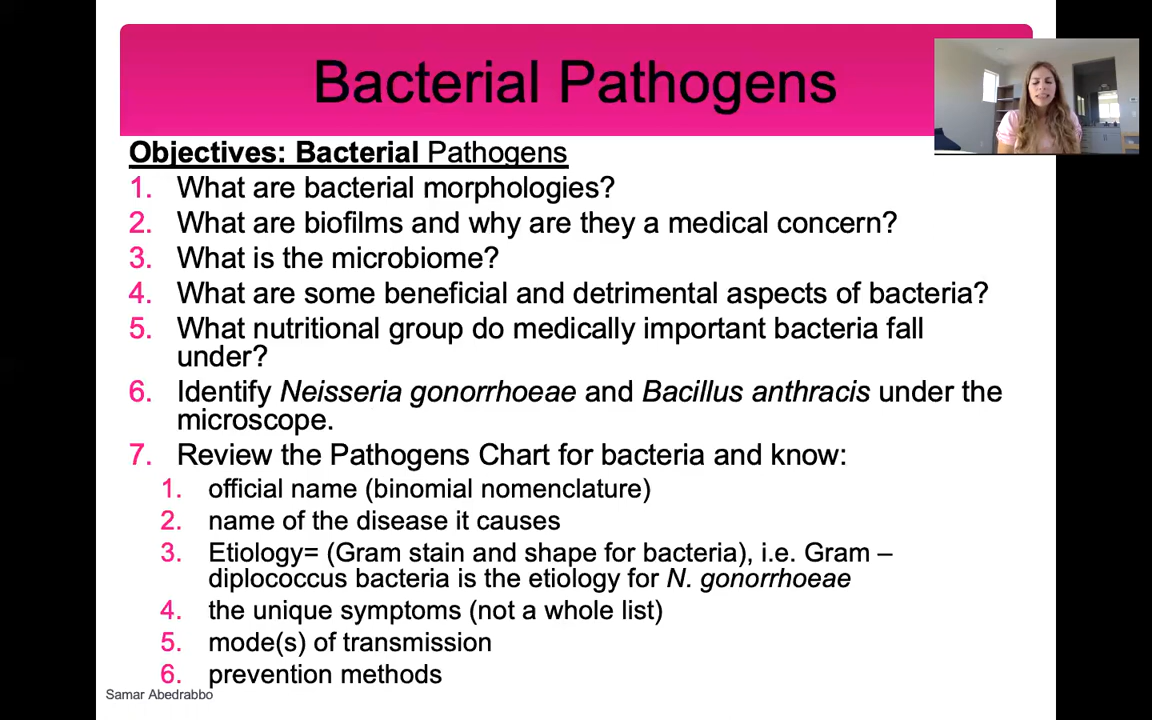 Bacterial Pathogens
Objectives: Bacterial Pathogens
1. What are bacterial morphologies?
2. What are biofilms and why are they a medical concern?
3. What is the microbiome?
4. What are some beneficial and detrimental aspects of bacteria?
5. What nutritional group do medically important bacteria fall
under?
6. Identify Neisseria gonorrhoeae and Bacillus anthracis under the
microscope.
7. Review the Pathogens Chart for bacteria and know:
1. official name (binomial nomenclature)
2. name of the disease it causes
3. Etiology= (Gram stain and shape for bacteria), i.e. Gram –
diplococcus bacteria is the etiology for N. gonorrhoeae
4. the unique symptoms (not a whole list)
5. mode(s) of transmission
6. prevention methods
Samar Abedrabbo